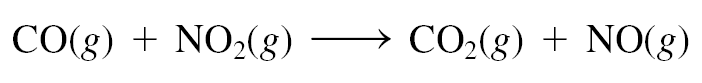 CO(g) + NO₂(g) ⟶ CO₂(g) + NO(g)